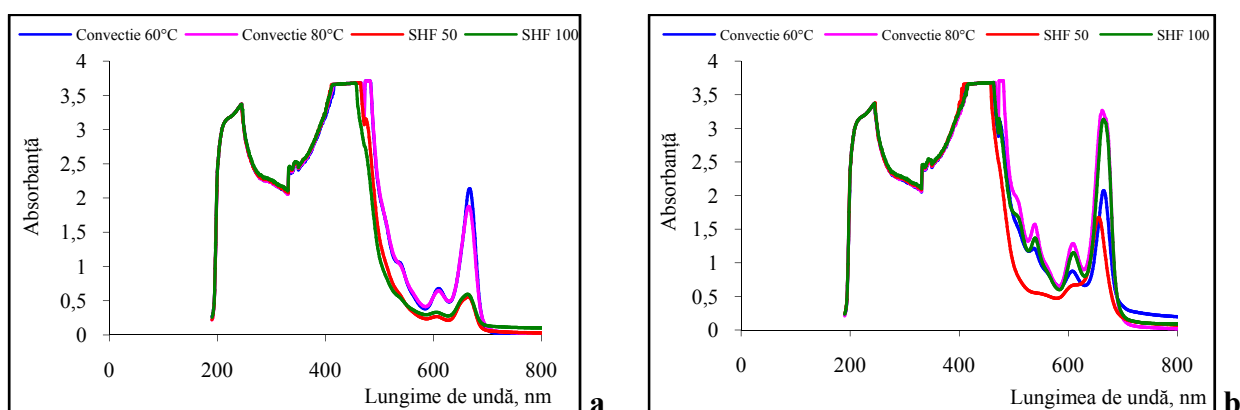 Convectie 60°C Convectie 80°C SHF 50 SHF 100
4
3,5
3
2,5
2
1,5
1
0,5
0
0 200 400 600 800
Absorbanţă
Lungime de undă, nm
a
Convectie 60°C Convectie 80°C SHF 50 SHF 100
4
3,5
3
2,5
2
1,5
1
0,5
0
0 200 400 600 800
Absorbanţă
Lungimea de undă, nm
b